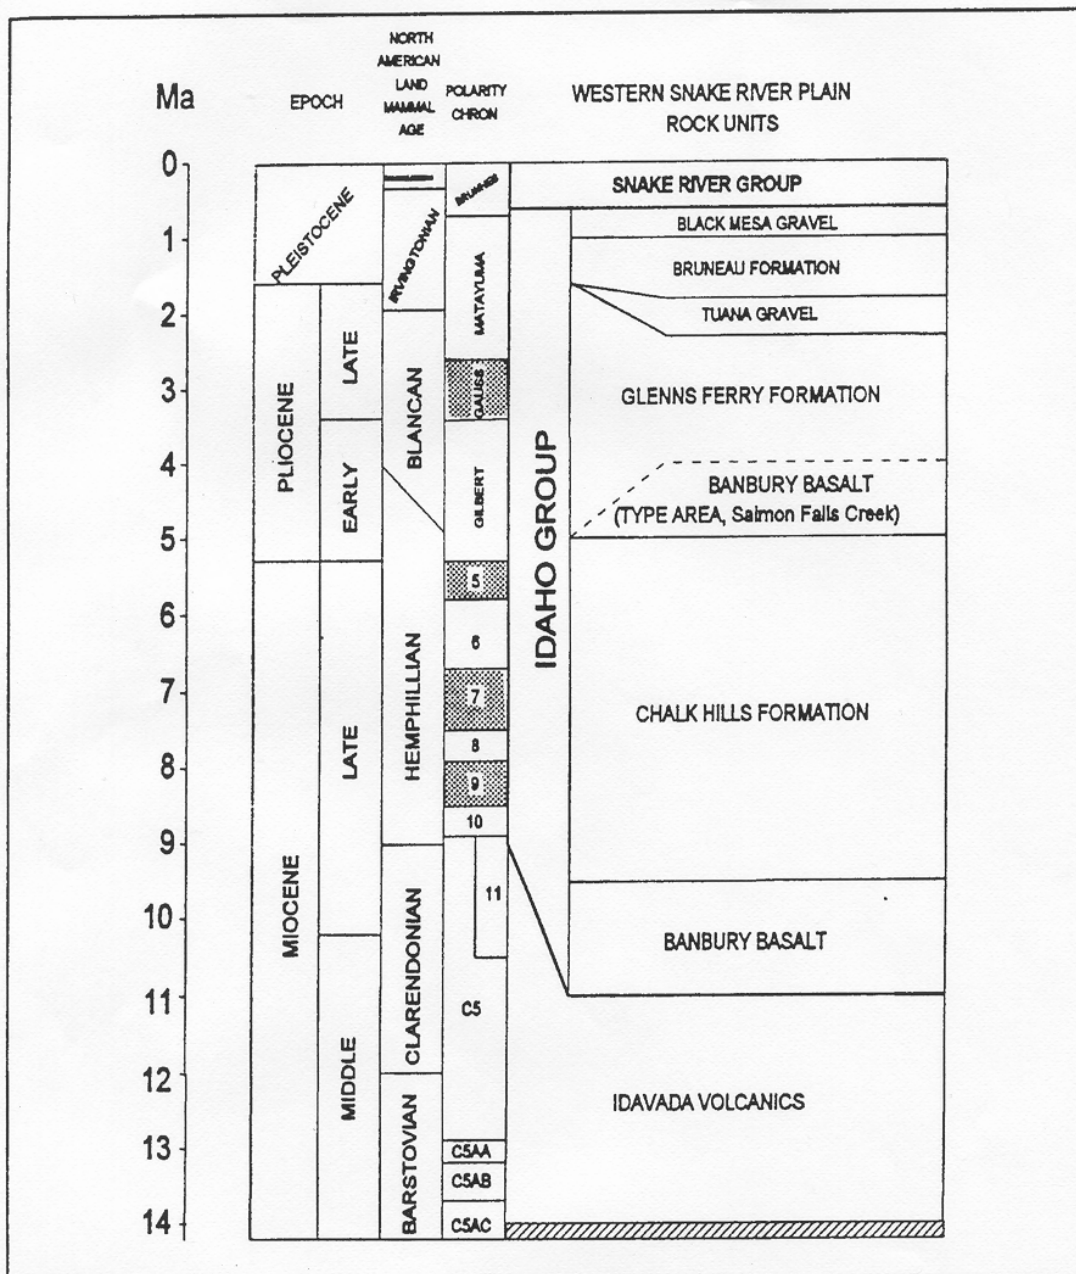 Ma
EPOCH
NORTH
AMERICAN
LAND
MAMMAL
AGE
POLARITY
CHRON
WESTERN SNAKE RIVER PLAIN
ROCK UNITS
0
1
2
3
4
5
6
7
8
9
10
11
12
13
14
PLEISTOCENE
PLIOCENE
MIOCENE
LATE
EARLY
LATE
MIDDLE
IRVINGTONIAN
BLANCAN
HEMPHILLIAN
CLARENDONIAN
BARSTOVIAN
MATAYUMA
GAUSS
GILBERT
5
6
7
8
9
10
11
C5
C5AA
C5AB
C5AC
IDAHO GROUP
SNAKE RIVER GROUP
BLACK MESA GRAVEL
BRUNEAU FORMATION
TUANA GRAVEL
GLENNS FERRY FORMATION
BANBURY BASALT
(TYPE AREA, Salmon Falls Creek)
CHALK HILLS FORMATION
BANBURY BASALT
IDAVADA VOLCANICS